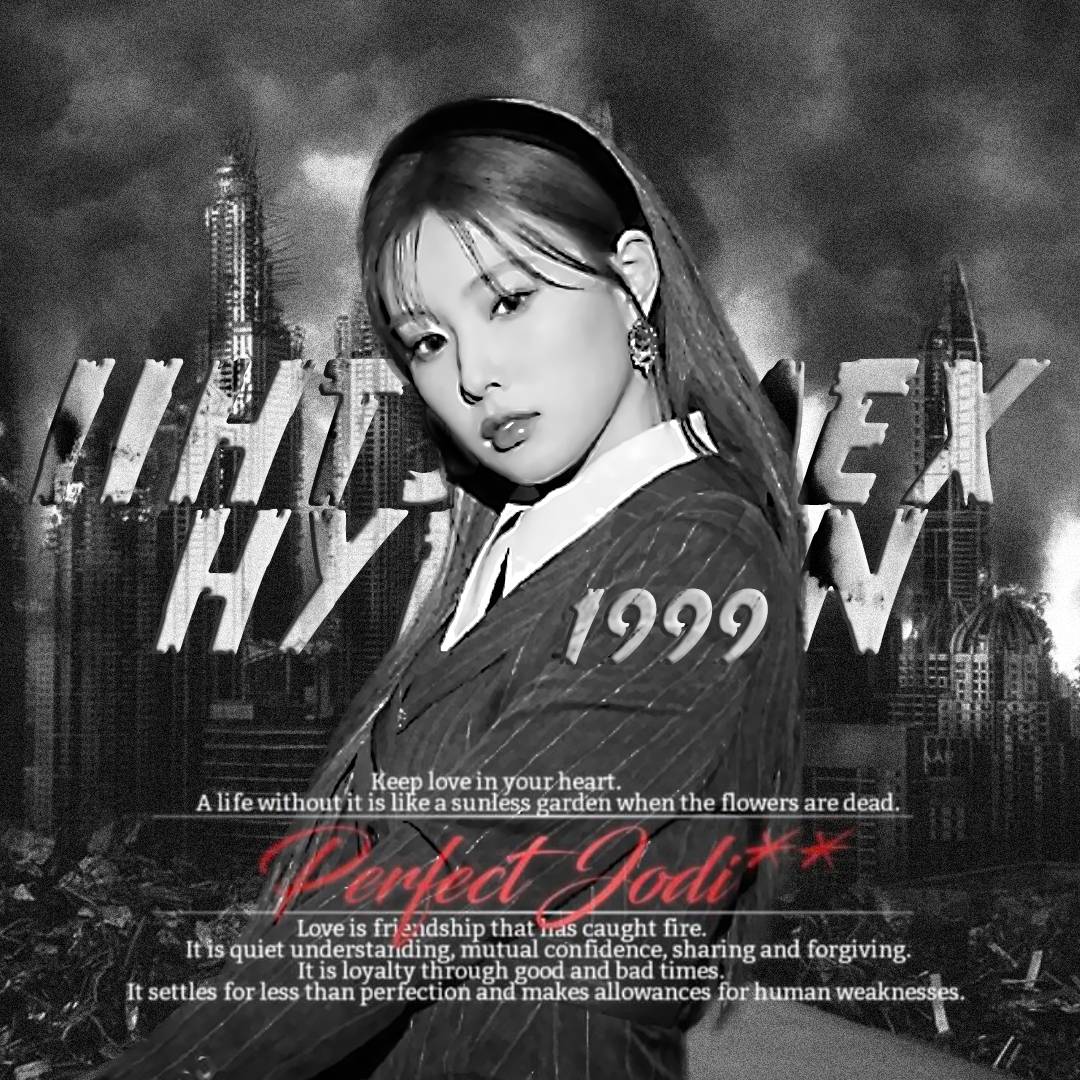 HYUN
1999
Keep love in your heart.
A life without it is like a sunless garden when the flowers are dead.
Perfect Jodi**
Love is friendship that has caught fire.
It is quiet understanding, mutual confidence, sharing and forgiving.
It is loyalty through good and bad times.
It settles for less than perfection and makes allowances for human weaknesses.